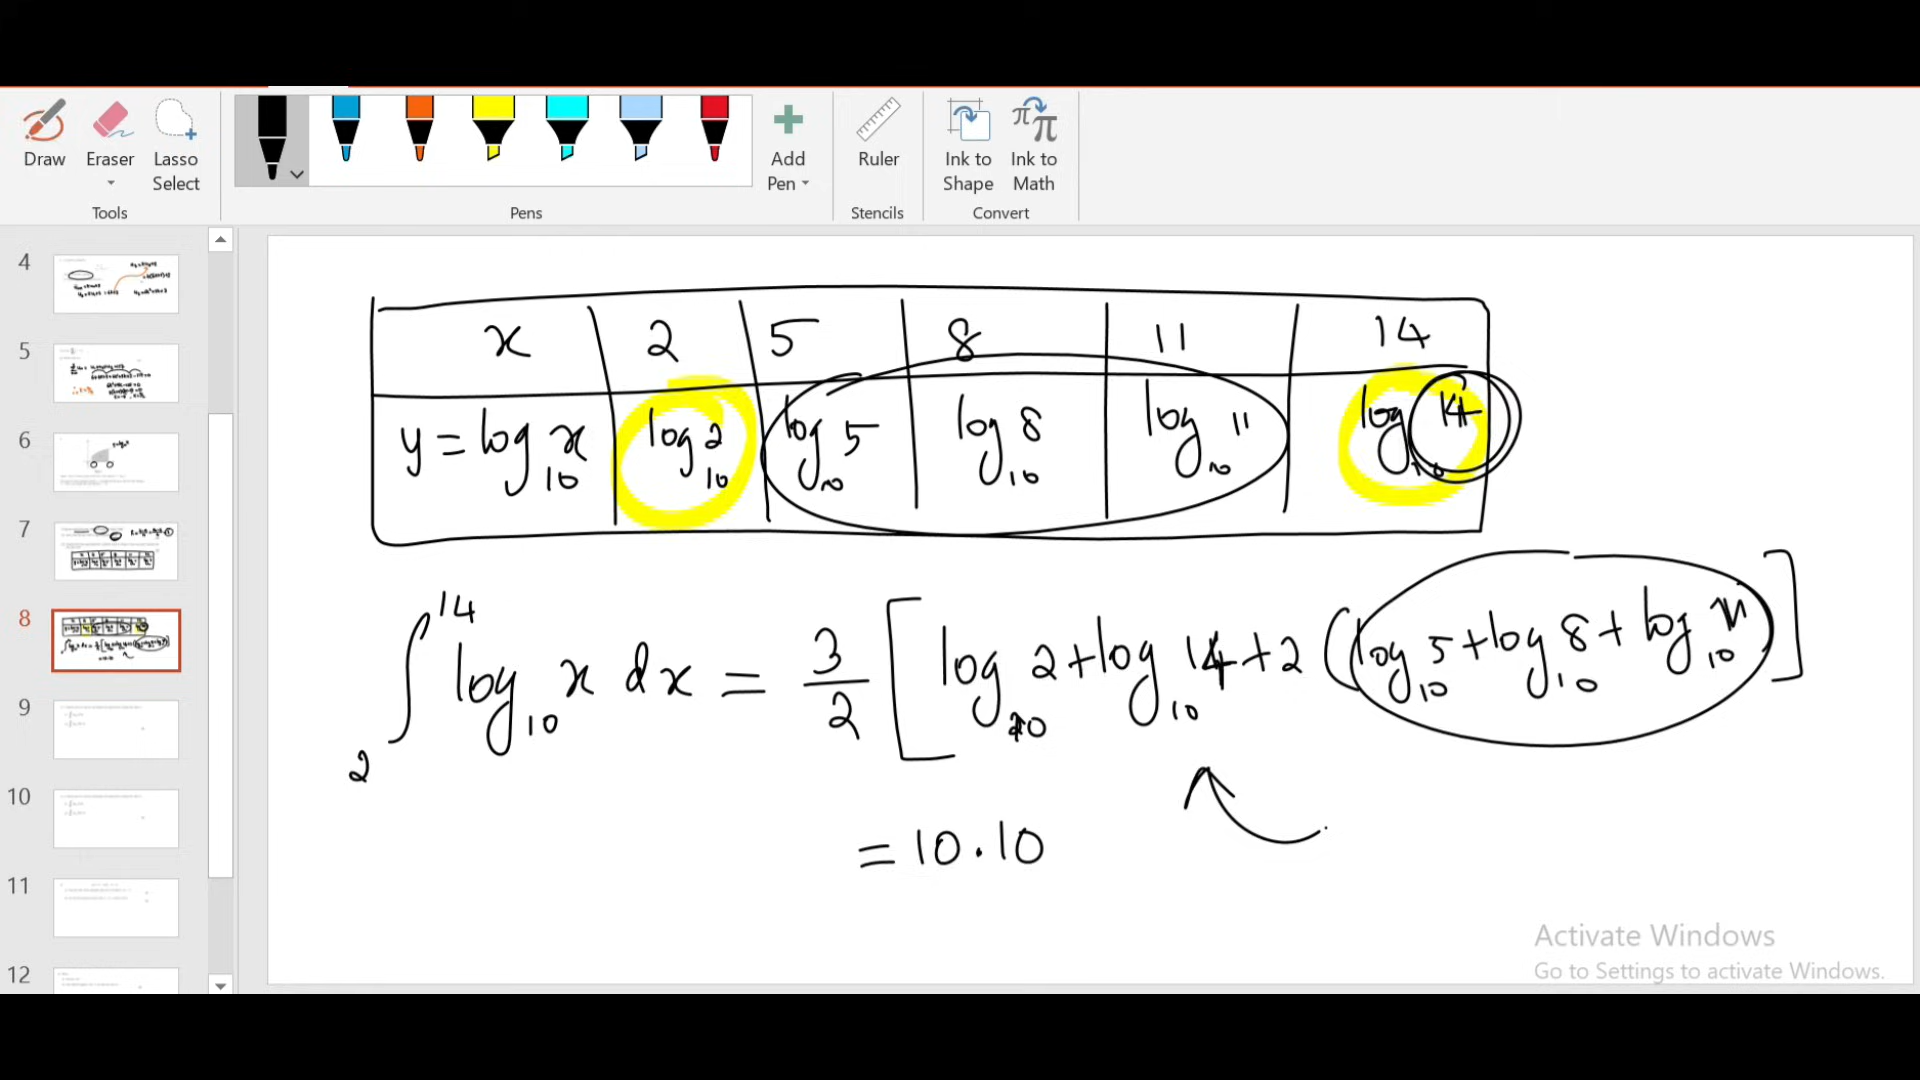 Draw
Eraser
Lasso Select
Add Pen
Ruler
Ink to Shape
Ink to Math
Tools
Pens
Stencils
Convert
4
5
6
7
8
9
10
11
12
x 2 5 8 11 14
y = log₁₀ x log₁₀ 2 log₁₀ 5 log₁₀ 8 log₁₀ 11 log₁₀ 14
∫₂¹⁴ log₁₀ x dx = 3/2 [log₁₀ 2 + log₁₀ 14 + 2 (log₁₀ 5 + log₁₀ 8 + log₁₀ 11)]
= 10.10
Activate Windows
Go to Settings to activate Windows.